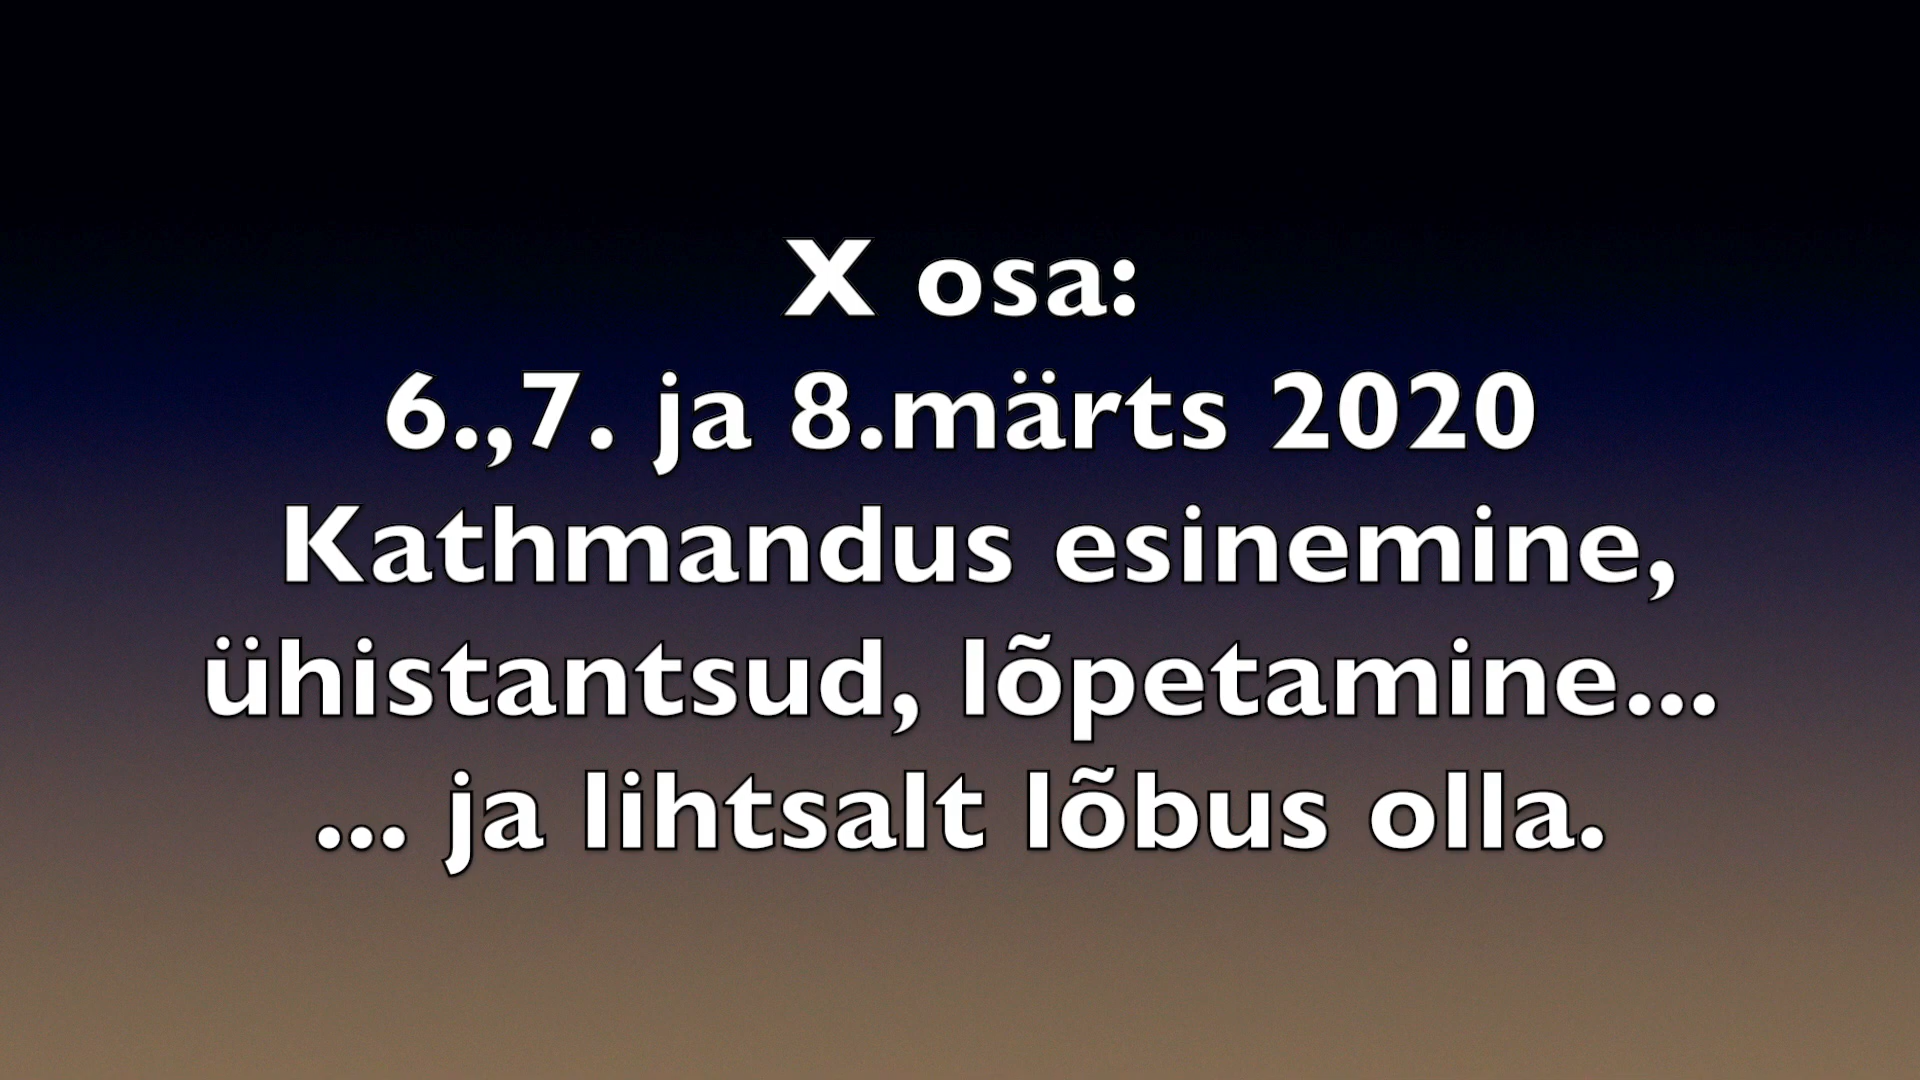 X osa:
6.,7. ja 8.märts 2020
Kathmandus esinemine,
ühistantsud, lõpetamine...
... ja lihtsalt lõbus olla.